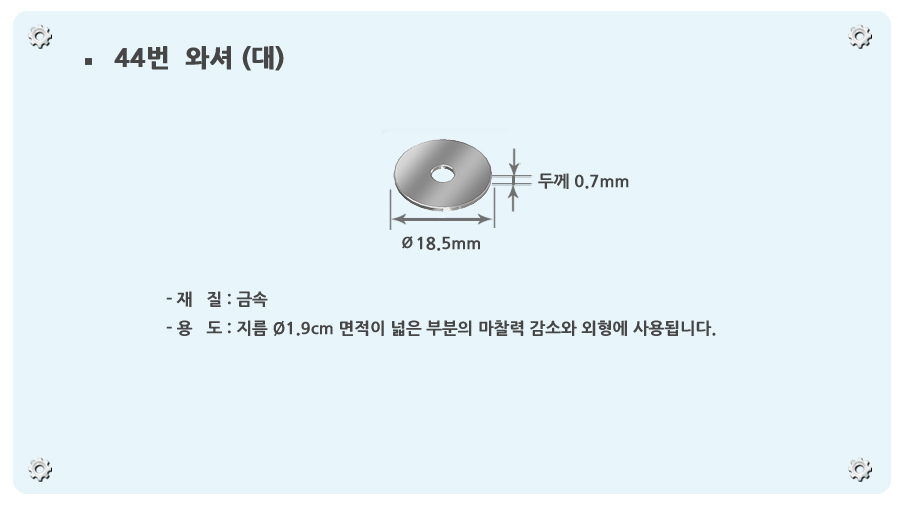 ▪ 44번 와셔 (대)
두께 0.7mm
Ø 18.5mm
- 재 질 : 금속
- 용 도 : 지름 Ø1.9cm 면적이 넓은 부분의 마찰력 감소와 외형에 사용됩니다.